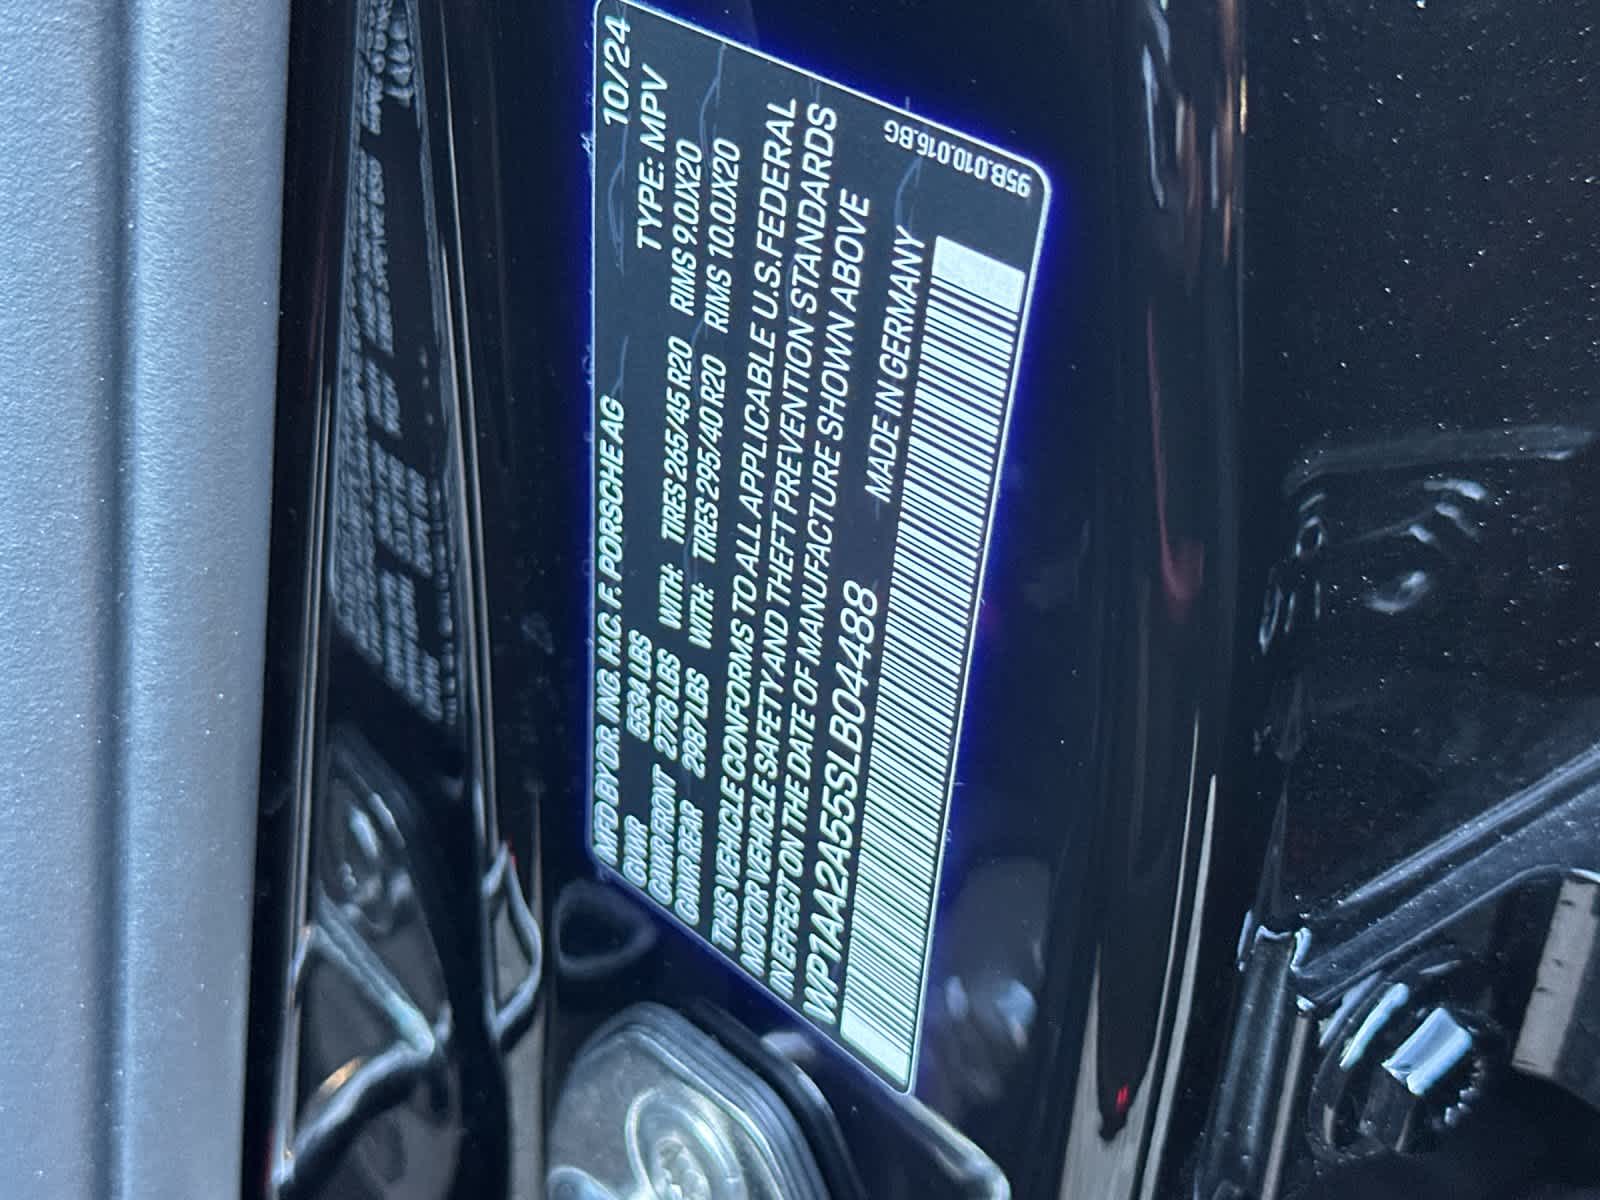 MFD BY DR. ING. H.C. F. PORSCHE AG 10/24
GVWR 5534 LBS TYPE: MPV
GAWR FRONT 2778 LBS WITH: TIRES 265/45 R20 RIMS 9.0JX20
GAWR REAR 2987 LBS WITH: TIRES 295/40 R20 RIMS 10.0JX20
THIS VEHICLE CONFORMS TO ALL APPLICABLE U.S. FEDERAL
MOTOR VEHICLE SAFETY AND THEFT PREVENTION STANDARDS
IN EFFECT ON THE DATE OF MANUFACTURE SHOWN ABOVE
WP1AA2A55SLB04488 MADE IN GERMANY
95B.010.016.BG